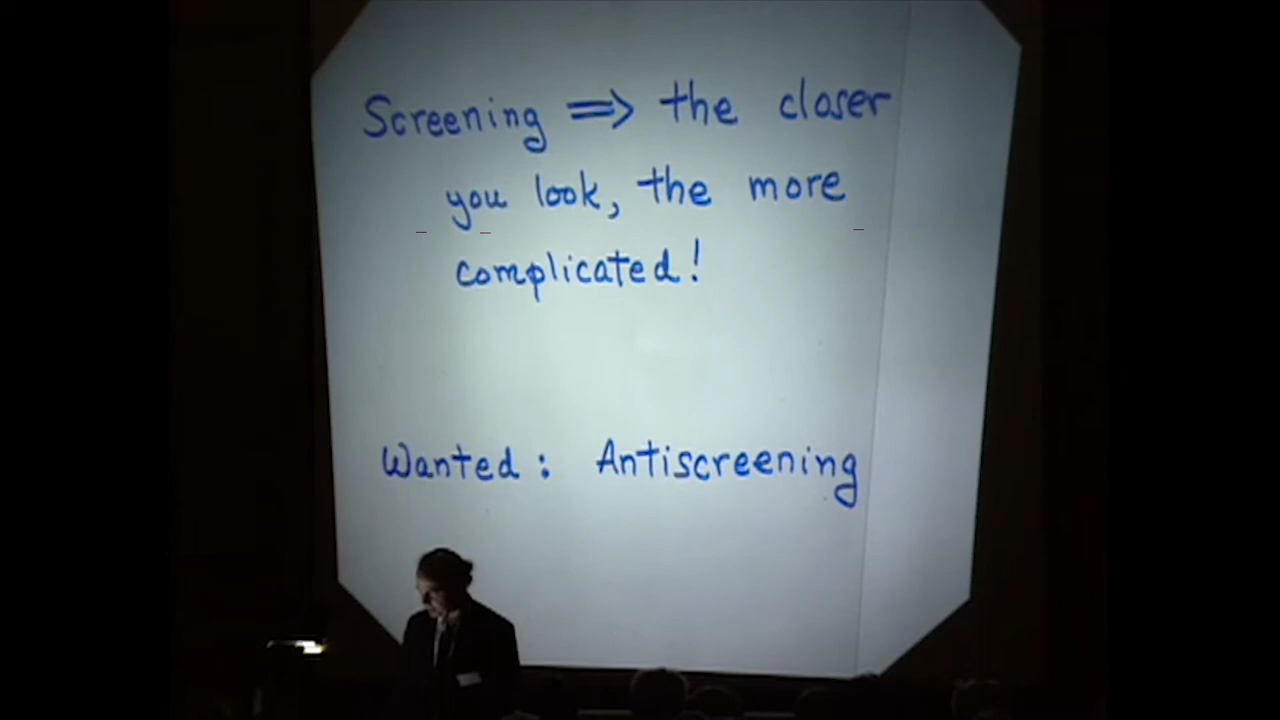 Screening ⇒ the closer
you look, the more
complicated!
Wanted: Antiscreening